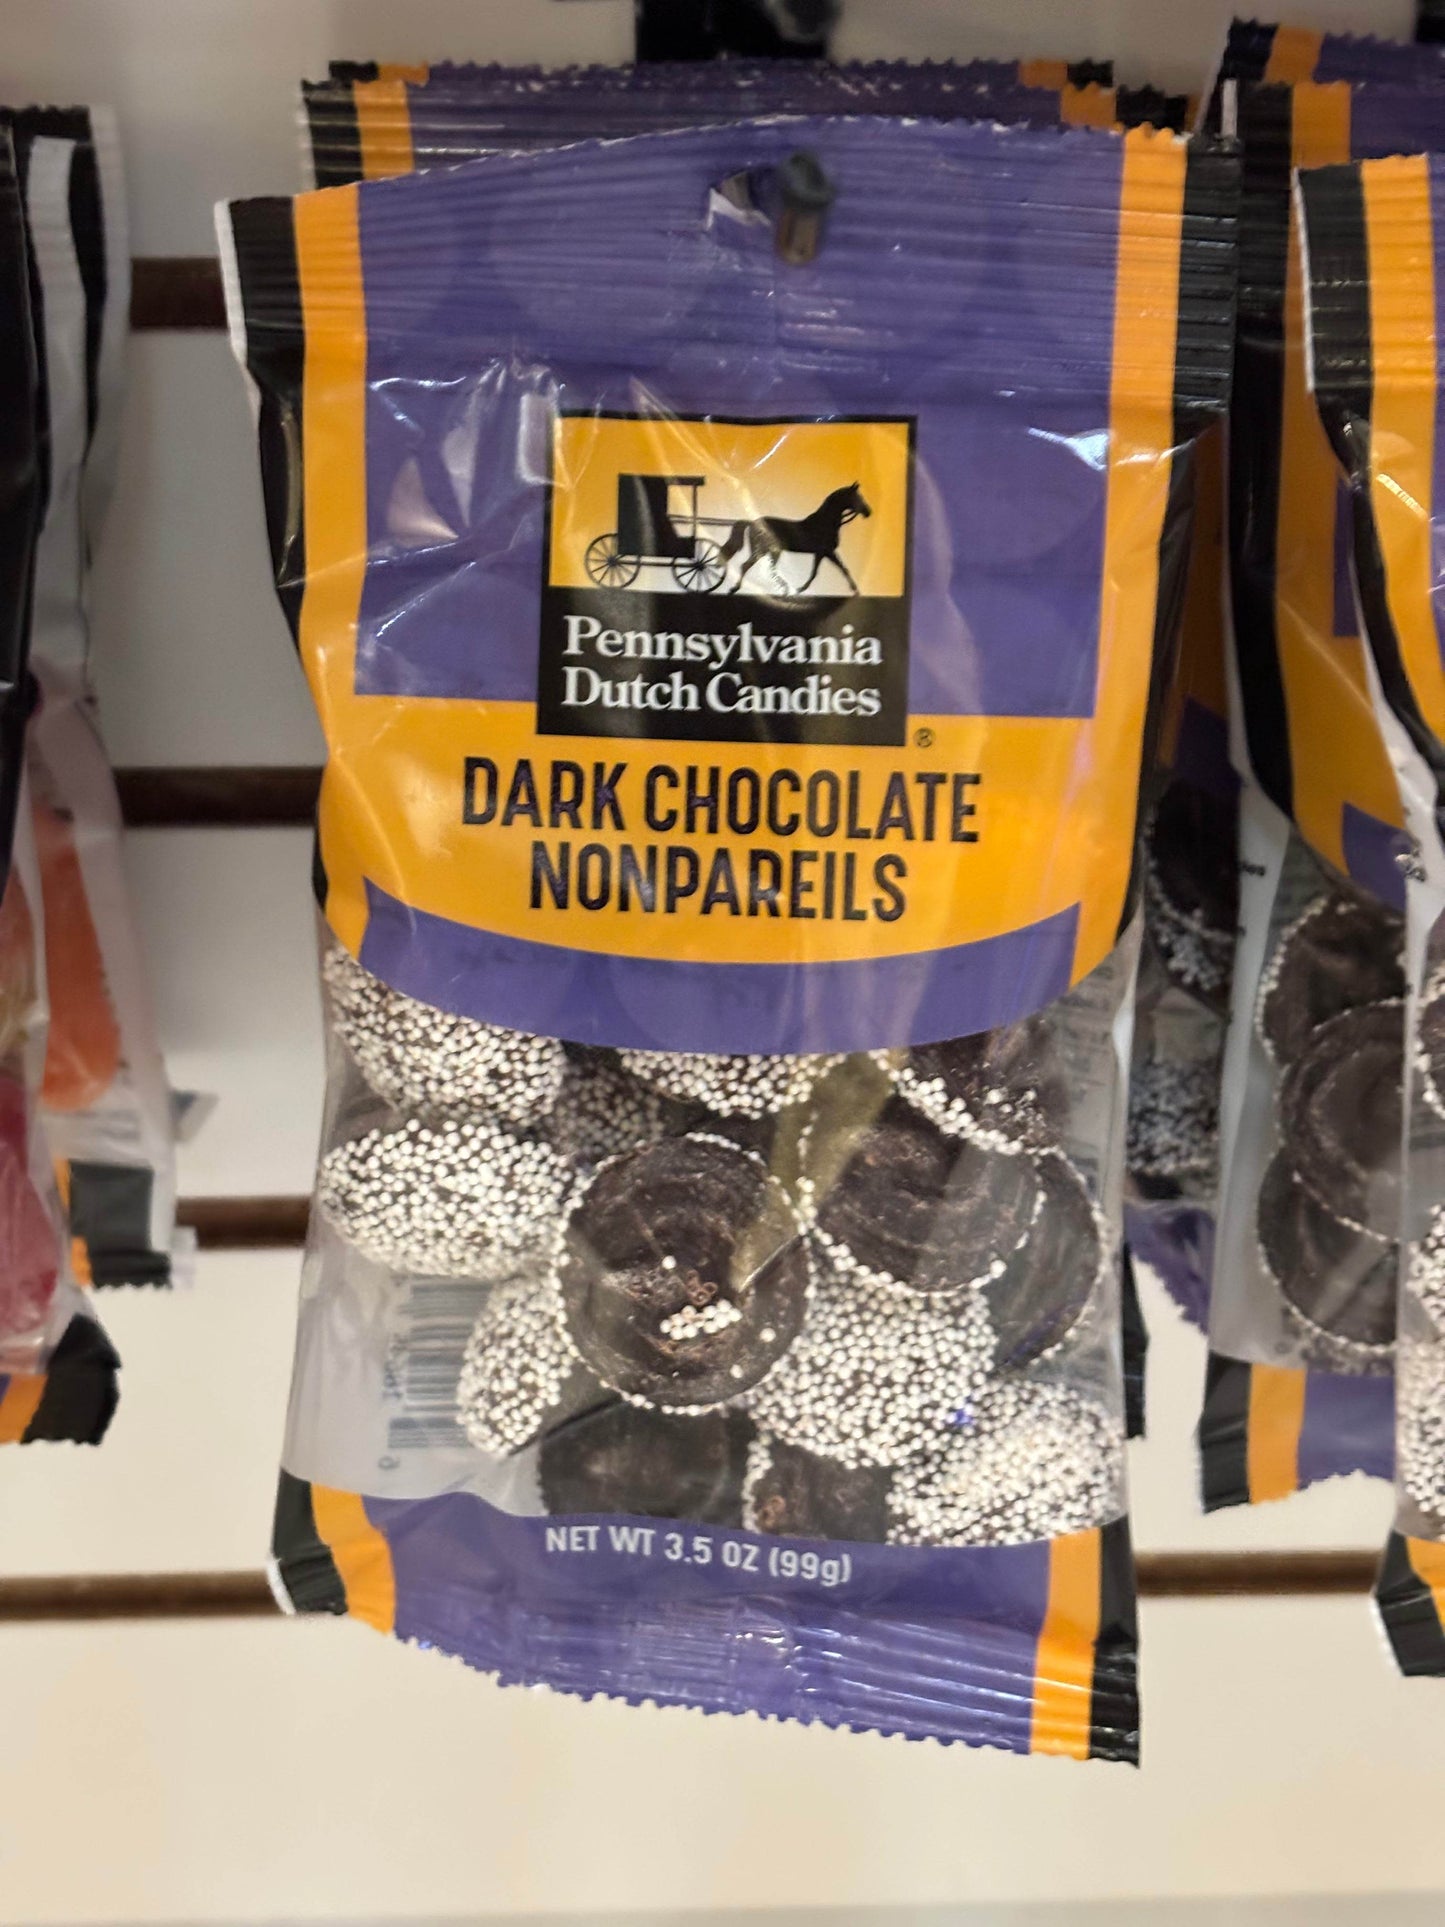 Pennsylvania
Dutch Candies
®
DARK CHOCOLATE
NONPAREILS
NET WT 3.5 OZ (99g)